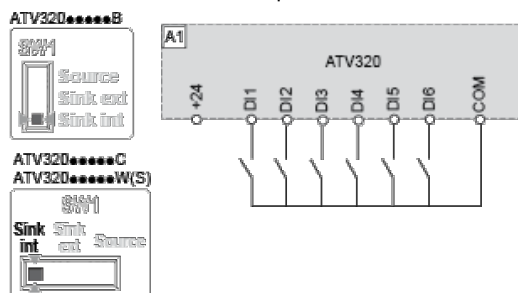 ATV320●●●●●B
SW1
Source
Sink ext
Sink int
ATV320●●●●●C
ATV320●●●●●W(S)
SW1
Sink int
Sink ext
Source
A1
ATV320
+24
DI1
DI2
DI3
DI4
DI5
DI6
COM